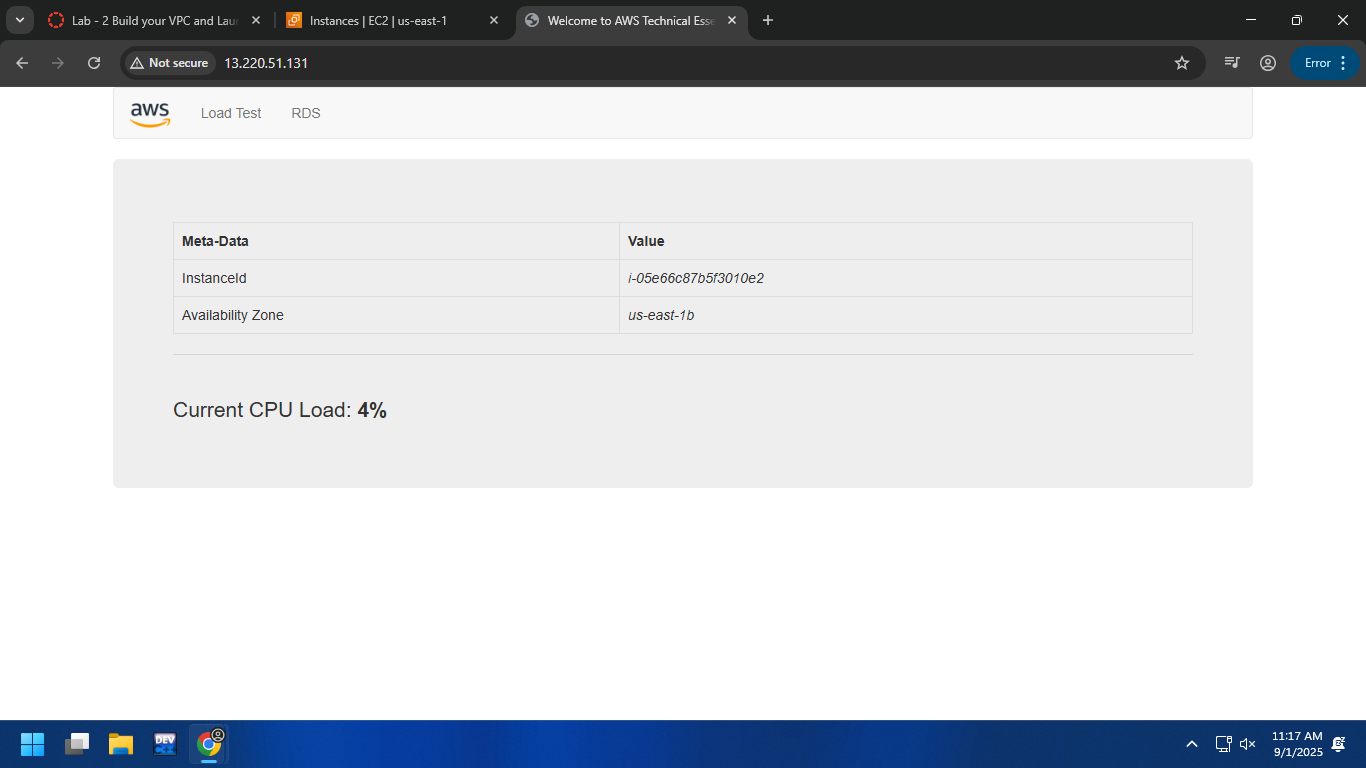 Lab - 2 Build your VPC and Lau
Instances | EC2 | us-east-1
Welcome to AWS Technical Esse
Not secure
13.220.51.131
Error
aws
Load Test
RDS
Meta-Data Value
InstanceId i-05e66c87b5f3010e2
Availability Zone us-east-1b
Current CPU Load: 4%
DEV
11:17 AM
9/1/2025